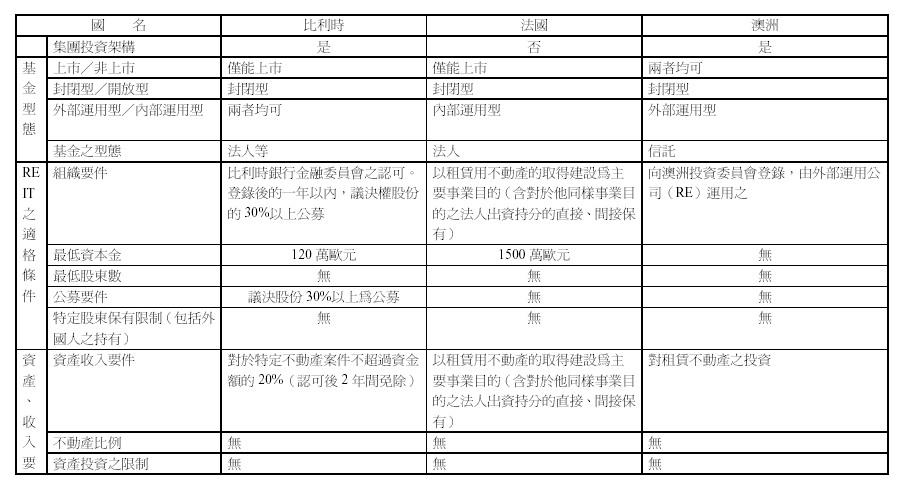 國　　名　比利時　法國　澳洲
集團投資架構　是　否　是
基金型態
上市／非上市　僅能上市　僅能上市　兩者均可
封閉型／開放型　封閉型　封閉型　封閉型
外部運用型／內部運用型　兩者均可　內部運用型　外部運用型
基金之型態　法人等　法人　信託
REIT之適格條件
組織要件　比利時銀行金融委員會之認可。　以租賃用不動產的取得建設爲主　向澳洲投資委員會登錄，由外部運用公
登錄後的一年以內，議決權股份　要事業目的（含對於他同樣事業目　司（RE）運用之
的 30%以上公募　的之法人出資持分的直接、間接保
有）
最低資本金　120 萬歐元　1500 萬歐元　無
最低股東數　無　無　無
公募要件　議決股份 30%以上爲公募　無　無
特定股東保有限制（包括外　無　無　無
國人之持有）
資產、收入要
資產收入要件　對於特定不動產案件不超過資金　以租賃用不動產的取得建設爲主　對租賃不動產之投資
額的 20%（認可後 2 年間免除）　要事業目的（含對於他同樣事業目
的之法人出資持分的直接、間接保
有）
不動產比例　無　無　無
資產投資之限制　無　無　無